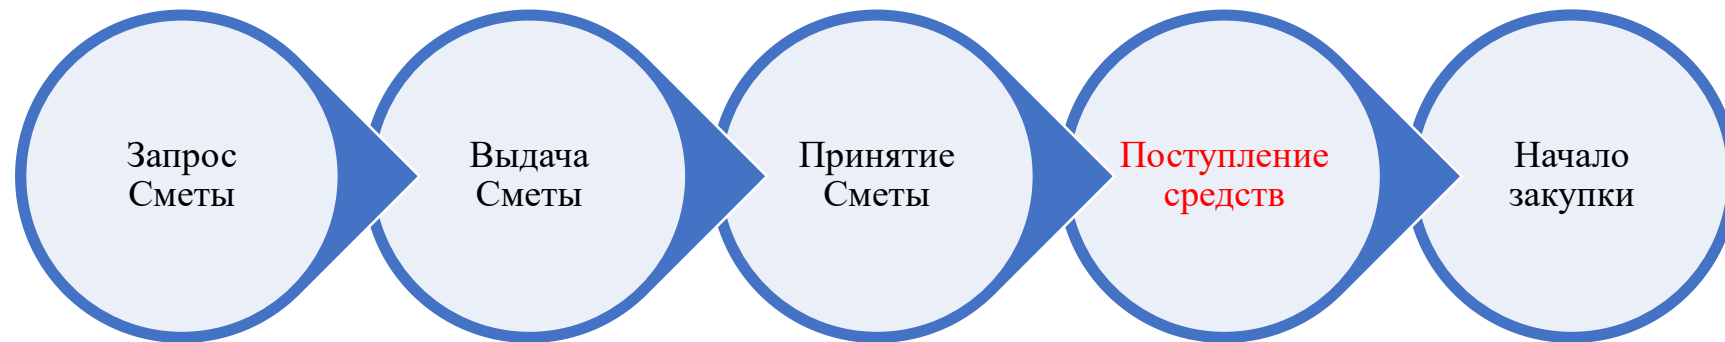 Запрос
Сметы
Выдача
Сметы
Принятие
Сметы
Поступление
средств
Начало
закупки